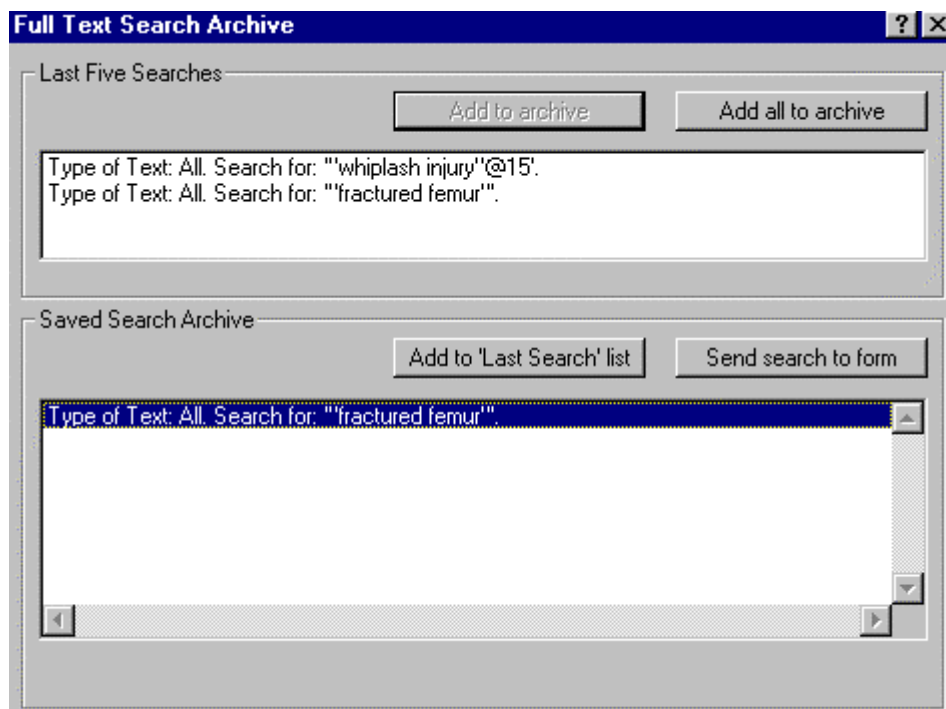 Full Text Search Archive
Last Five Searches
Add to archive
Add all to archive
Type of Text: All. Search for: "'whiplash injury''@15'.
Type of Text: All. Search for: "'fractured femur'".
Saved Search Archive
Add to 'Last Search' list
Send search to form
Type of Text: All. Search for: "'fractured femur'".